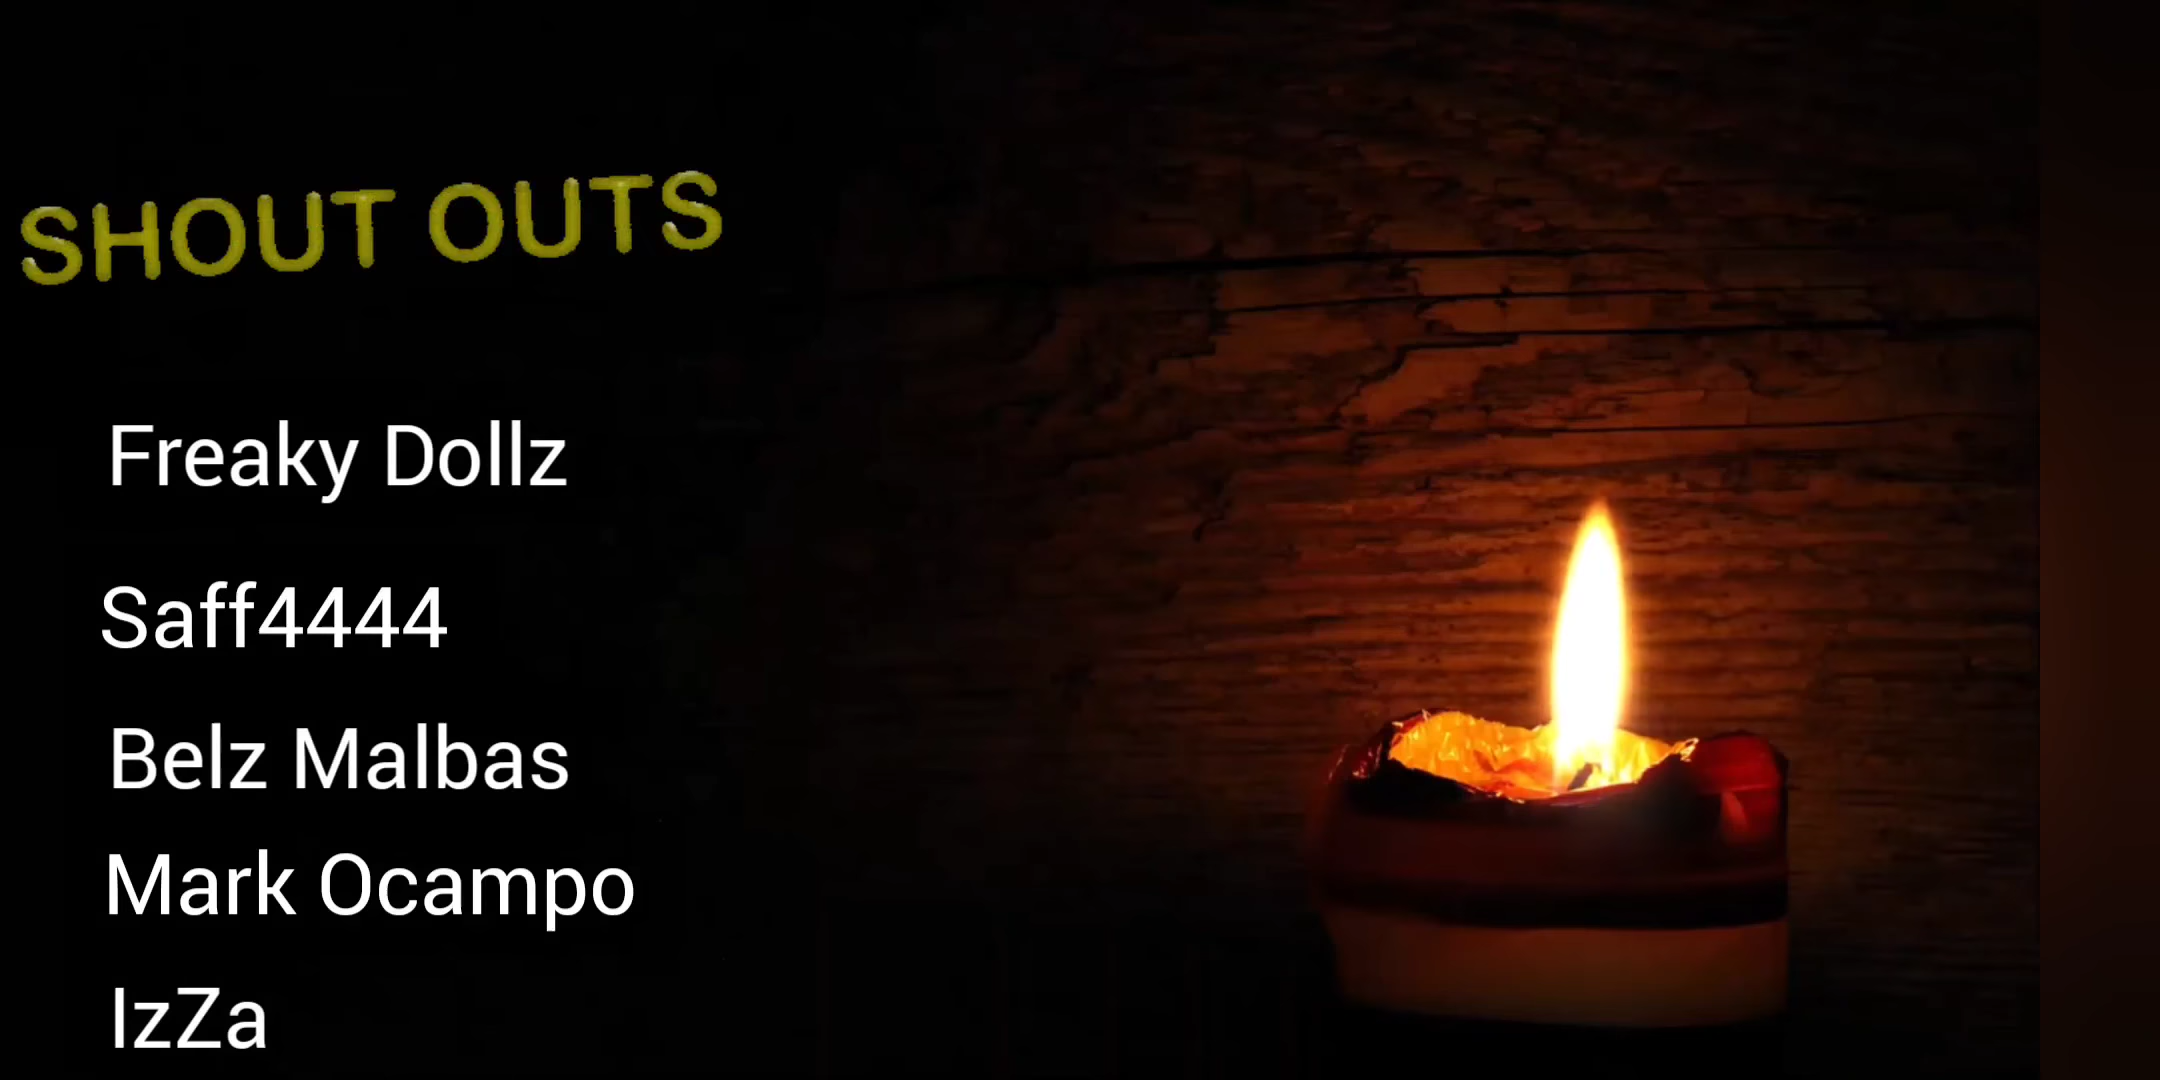 SHOUT OUTS
Freaky Dollz
Saff4444
Belz Malbas
Mark Ocampo
IzZa